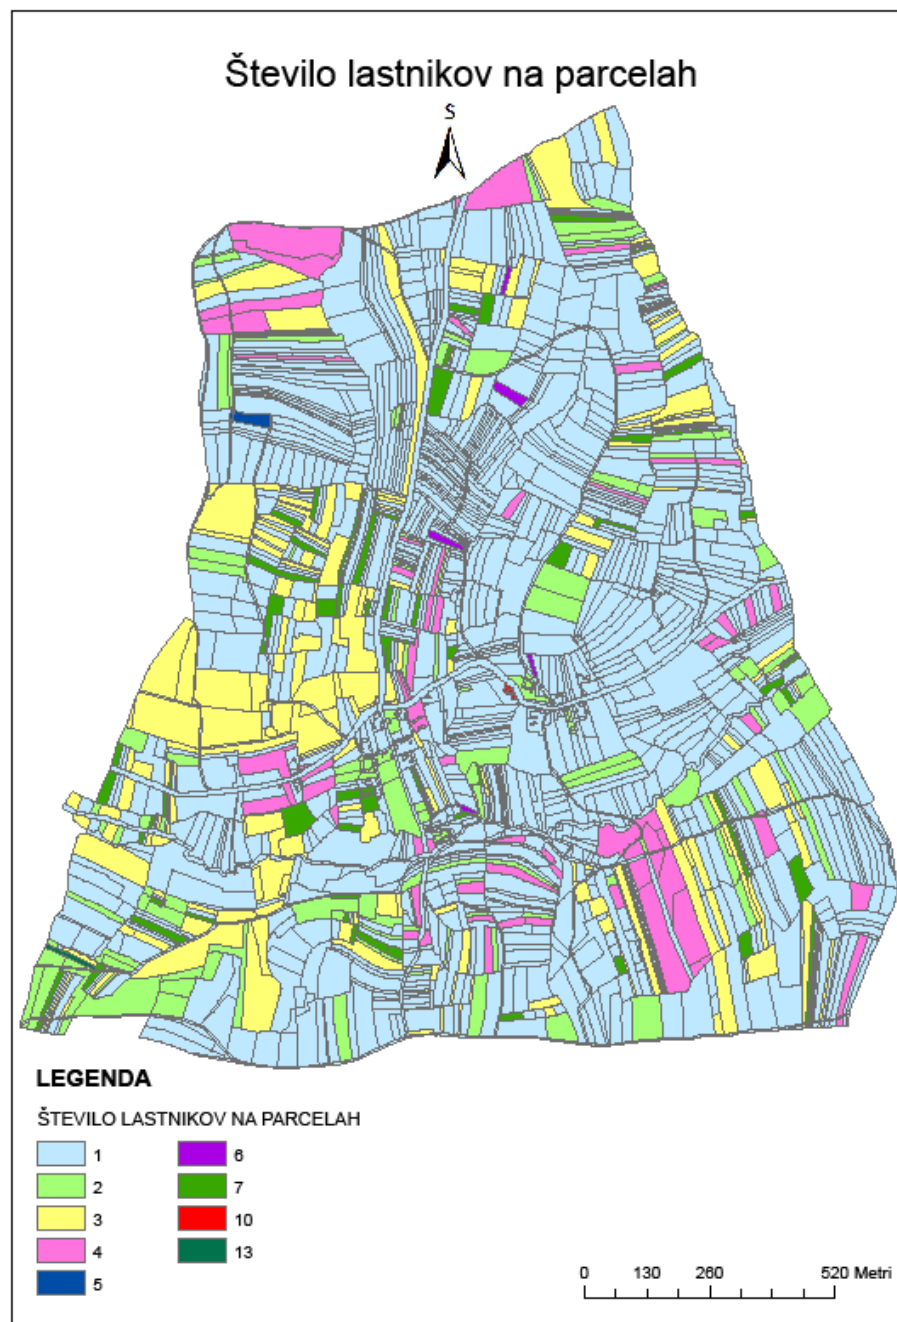 Število lastnikov na parcelah
S
LEGENDA
ŠTEVILO LASTNIKOV NA PARCELAH
1
2
3
4
5
6
7
10
13
0 130 260 520 Metri